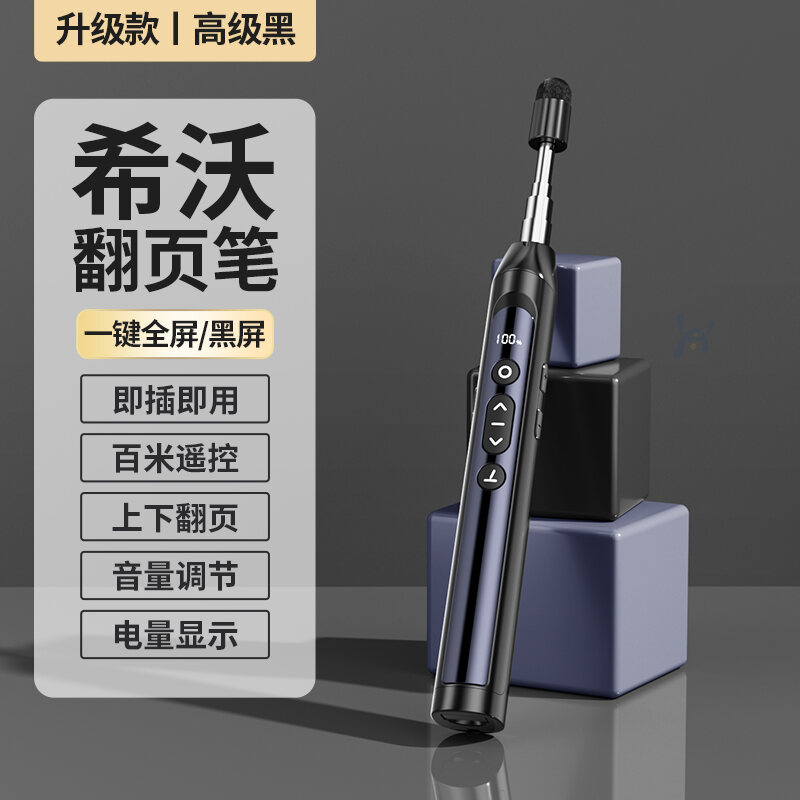 升级款丨高级黑
希沃
翻页笔
一键全屏/黑屏
即插即用
百米遥控
上下翻页
音量调节
电量显示
100%